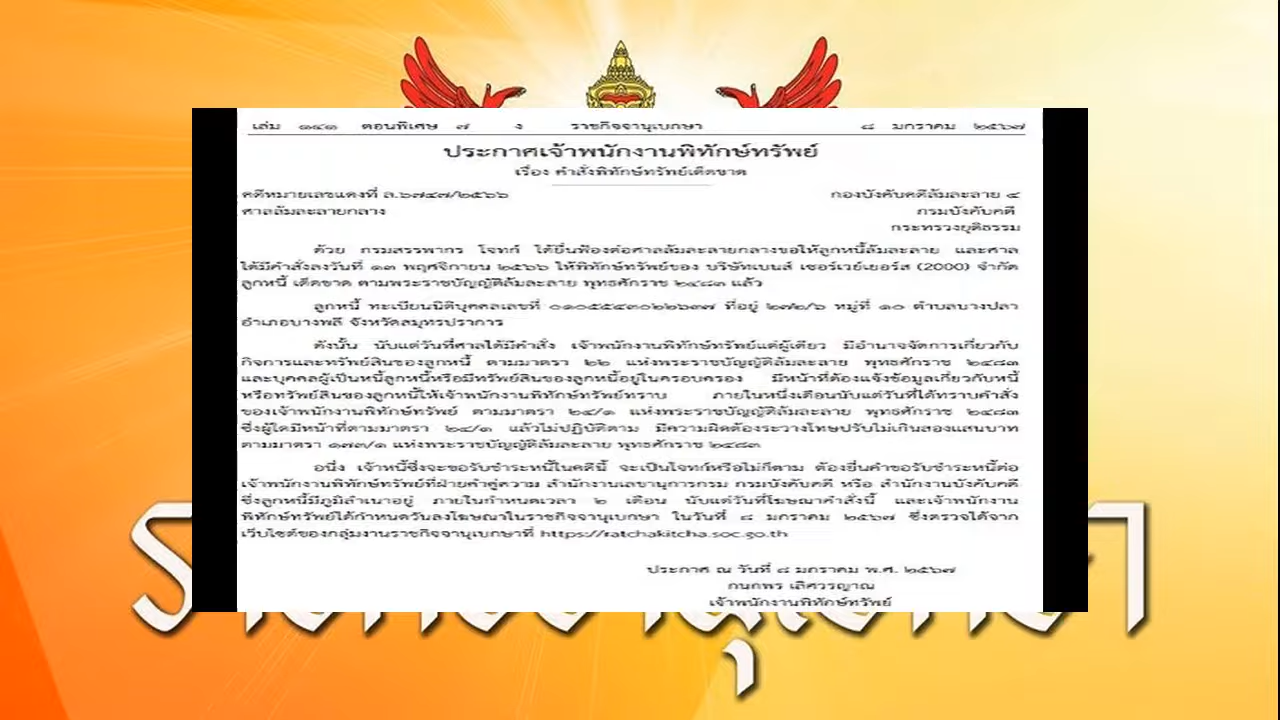 เล่ม ๑๔๑ ตอนพิเศษ ๗ ง ราชกิจจานุเบกษา ๘ มกราคม ๒๕๖๗
ประกาศเจ้าพนักงานพิทักษ์ทรัพย์
เรื่อง คำสั่งพิทักษ์ทรัพย์เด็ดขาด
คดีหมายเลขแดงที่ ล.๖๗๔๗/๒๕๖๖ กองบังคับคดีล้มละลาย ๔
ศาลล้มละลายกลาง กรมบังคับคดี
กระทรวงยุติธรรม
ด้วย กรมสรรพากร โจทก์ ได้ยื่นฟ้องต่อศาลล้มละลายกลางขอให้ลูกหนี้ล้มละลาย และศาล
ได้มีคำสั่งลงวันที่ ๑๓ พฤศจิกายน ๒๕๖๖ ให้พิทักษ์ทรัพย์ของ บริษัทเบนส์ เซอร์เวย์เยอร์ส (2000) จำกัด
ลูกหนี้ เด็ดขาด ตามพระราชบัญญัติล้มละลาย พุทธศักราช ๒๔๘๓ แล้ว
ลูกหนี้ ทะเบียนนิติบุคคลเลขที่ ๐๑๐๕๕๔๓๐๒๒๖๓๗ ที่อยู่ ๒๗๒/๖ หมู่ที่ ๑๐ ตำบลบางปลา
อำเภอบางพลี จังหวัดสมุทรปราการ
ดังนั้น นับแต่วันที่ศาลได้มีคำสั่ง เจ้าพนักงานพิทักษ์ทรัพย์แต่ผู้เดียว มีอำนาจจัดการเกี่ยวกับ
กิจการและทรัพย์สินของลูกหนี้ ตามมาตรา ๒๒ แห่งพระราชบัญญัติล้มละลาย พุทธศักราช ๒๔๘๓
และบุคคลผู้เป็นหนี้ลูกหนี้หรือมีทรัพย์สินของลูกหนี้อยู่ในครอบครอง มีหน้าที่ต้องแจ้งข้อมูลเกี่ยวกับหนี้
หรือทรัพย์สินของลูกหนี้ให้เจ้าพนักงานพิทักษ์ทรัพย์ทราบ ภายในหนึ่งเดือนนับแต่วันที่ได้ทราบคำสั่ง
ของเจ้าพนักงานพิทักษ์ทรัพย์ ตามมาตรา ๒๔/๑ แห่งพระราชบัญญัติล้มละลาย พุทธศักราช ๒๔๘๓
ซึ่งผู้ใดมีหน้าที่ตามมาตรา ๒๔/๑ แล้วไม่ปฏิบัติตาม มีความผิดต้องระวางโทษปรับไม่เกินสองแสนบาท
ตามมาตรา ๑๗๓/๑ แห่งพระราชบัญญัติล้มละลาย พุทธศักราช ๒๔๘๓
อนึ่ง เจ้าหนี้ซึ่งจะขอรับชำระหนี้ในคดีนี้ จะเป็นโจทก์หรือไม่ก็ตาม ต้องยื่นคำขอรับชำระหนี้ต่อ
เจ้าพนักงานพิทักษ์ทรัพย์ที่ฝ่ายคำคู่ความ สำนักงานเลขานุการกรม กรมบังคับคดี หรือ สำนักงานบังคับคดี
ซึ่งลูกหนี้มีภูมิลำเนาอยู่ ภายในกำหนดเวลา ๒ เดือน นับแต่วันที่โฆษณาคำสั่งนี้ และเจ้าพนักงาน
พิทักษ์ทรัพย์ได้กำหนดวันลงโฆษณาในราชกิจจานุเบกษา ในวันที่ ๘ มกราคม ๒๕๖๗ ซึ่งตรวจได้จาก
เว็บไซต์ของกลุ่มงานราชกิจจานุเบกษาที่ https://ratchakitcha.soc.go.th
ประกาศ ณ วันที่ ๘ มกราคม พ.ศ. ๒๕๖๗
กนกพร เลิศวรญาณ
เจ้าพนักงานพิทักษ์ทรัพย์